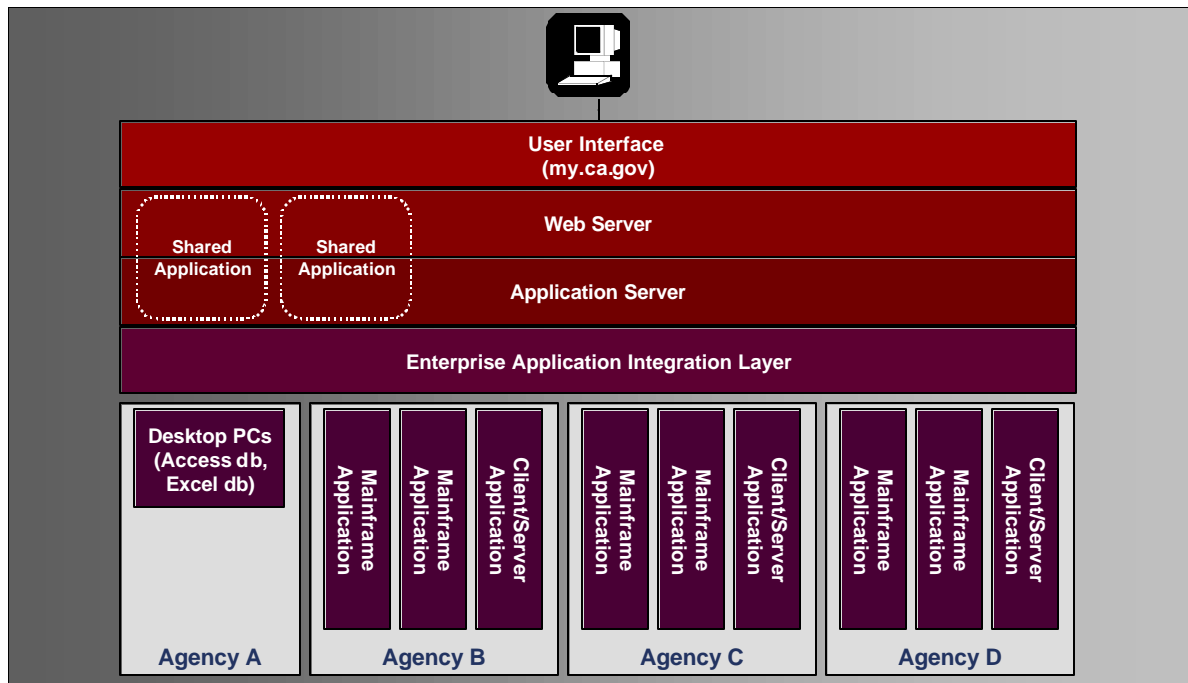 User Interface
(my.ca.gov)
Web Server
Shared
Application
Shared
Application
Application Server
Enterprise Application Integration Layer
Desktop PCs
(Access db,
Excel db)
Agency A
Mainframe
Application
Mainframe
Application
Client/Server
Application
Agency B
Mainframe
Application
Mainframe
Application
Client/Server
Application
Agency C
Mainframe
Application
Mainframe
Application
Client/Server
Application
Agency D